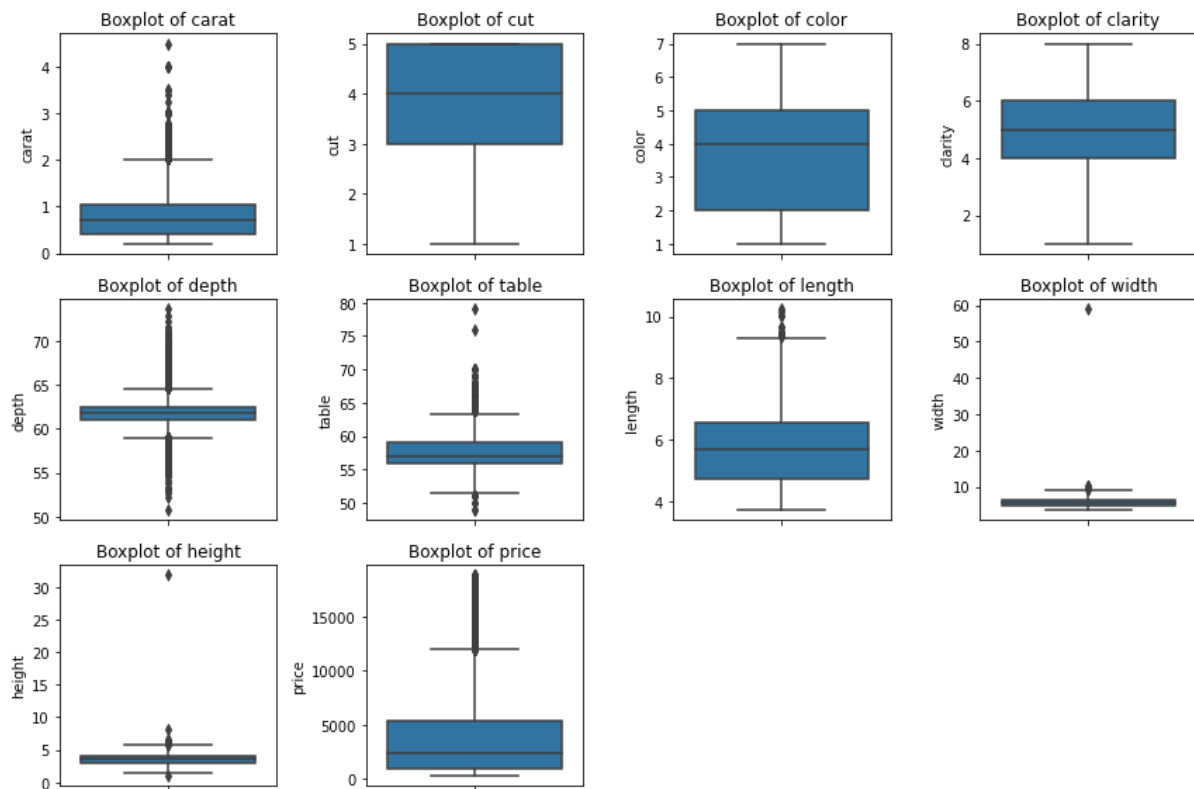 Boxplot of carat
carat
4
3
2
1
0
Boxplot of cut
cut
5
4
3
2
1
Boxplot of color
color
7
6
5
4
3
2
1
Boxplot of clarity
clarity
8
6
4
2
Boxplot of depth
depth
70
65
60
55
50
Boxplot of table
table
80
75
70
65
60
55
50
Boxplot of length
length
10
8
6
4
Boxplot of width
width
60
50
40
30
20
10
Boxplot of height
height
30
25
20
15
10
5
0
Boxplot of price
price
15000
10000
5000
0